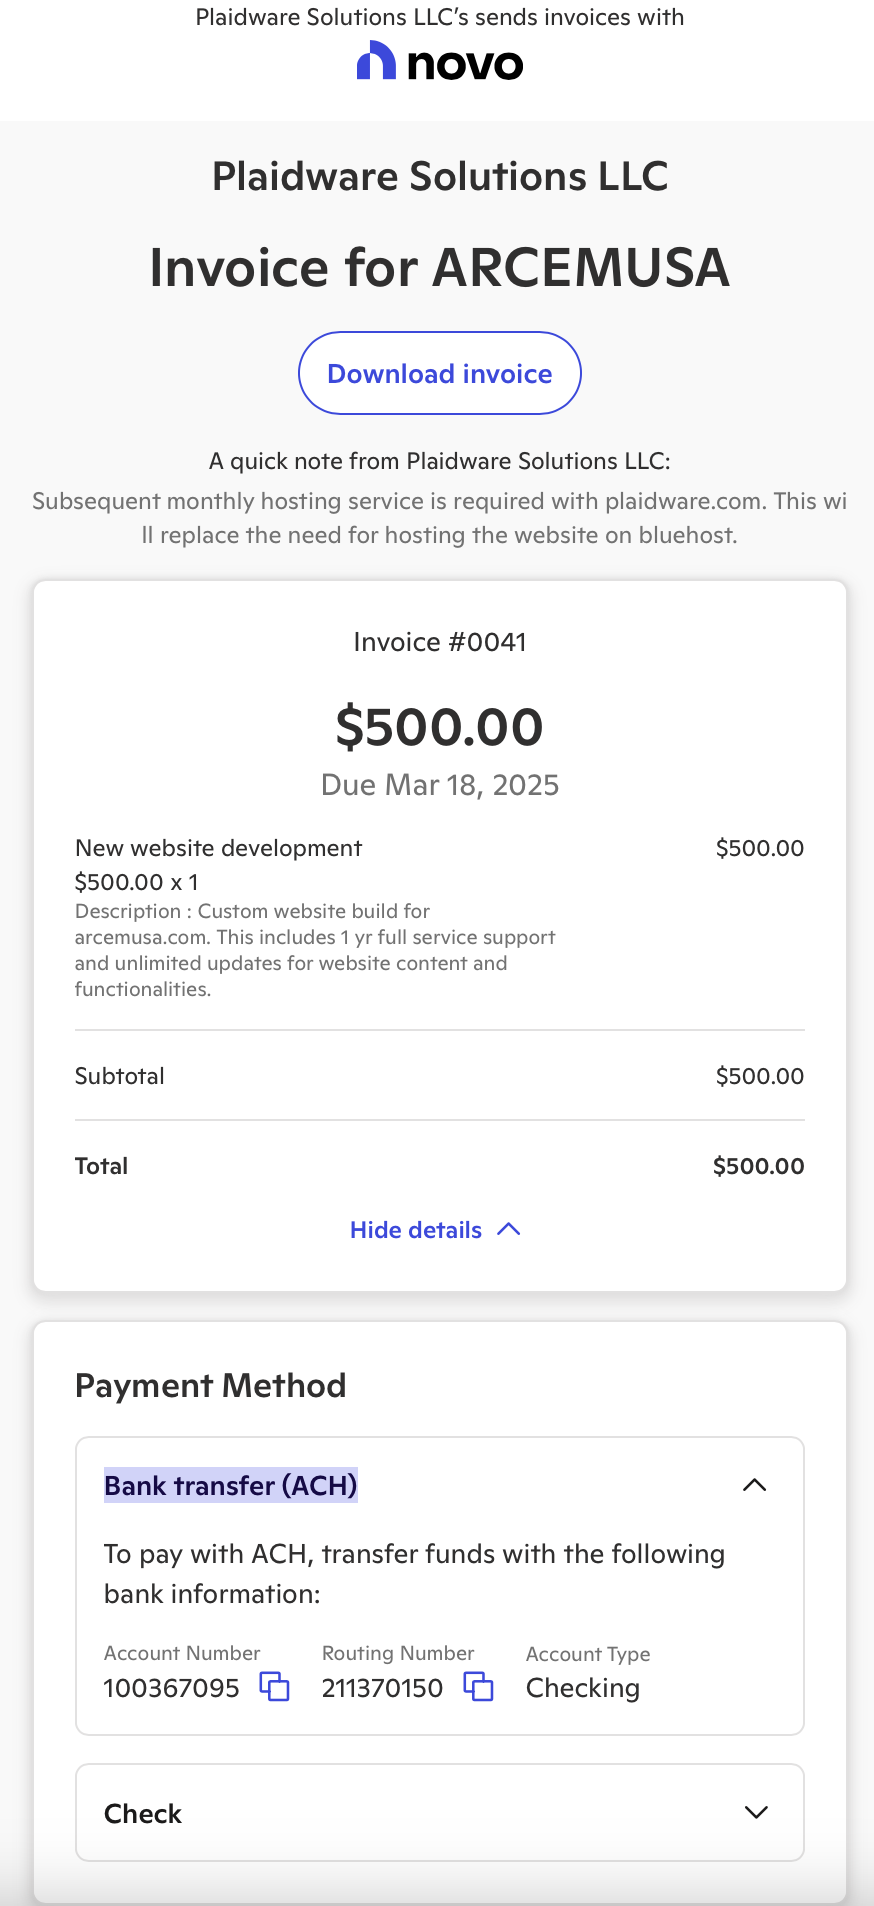 Plaidware Solutions LLC’s sends invoices with
novo
Plaidware Solutions LLC
Invoice for ARCEMUSA
Download invoice
A quick note from Plaidware Solutions LLC:
Subsequent monthly hosting service is required with plaidware.com. This wi
ll replace the need for hosting the website on bluehost.
Invoice #0041
$500.00
Due Mar 18, 2025
New website development $500.00
$500.00 x 1
Description : Custom website build for
arcemusa.com. This includes 1 yr full service support
and unlimited updates for website content and
functionalities.
Subtotal $500.00
Total $500.00
Hide details
Payment Method
Bank transfer (ACH)
To pay with ACH, transfer funds with the following
bank information:
Account Number Routing Number Account Type
100367095 211370150 Checking
Check